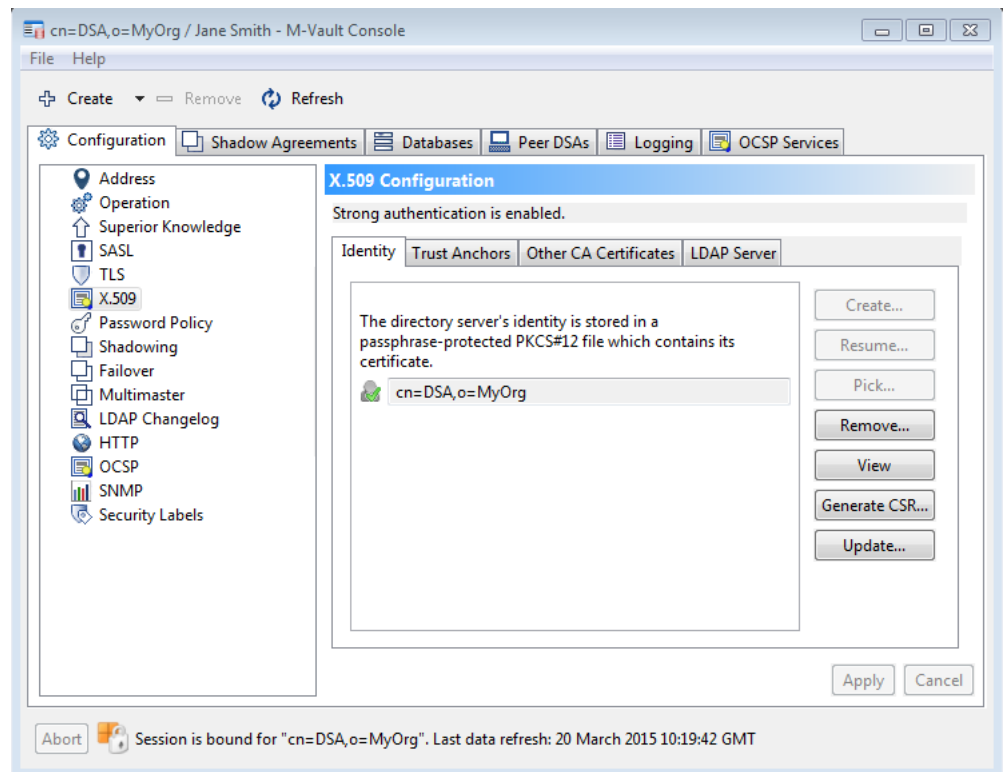 cn=DSA,o=MyOrg / Jane Smith - M-Vault Console
File Help
Create Remove Refresh
Configuration Shadow Agreements Databases Peer DSAs Logging OCSP Services
Address
Operation
Superior Knowledge
SASL
TLS
X.509
Password Policy
Shadowing
Failover
Multimaster
LDAP Changelog
HTTP
OCSP
SNMP
Security Labels
X.509 Configuration
Strong authentication is enabled.
Identity Trust Anchors Other CA Certificates LDAP Server
The directory server's identity is stored in a
passphrase-protected PKCS#12 file which contains its
certificate.
cn=DSA,o=MyOrg
Create...
Resume...
Pick...
Remove...
View
Generate CSR...
Update...
Apply Cancel
Abort Session is bound for "cn=DSA,o=MyOrg". Last data refresh: 20 March 2015 10:19:42 GMT